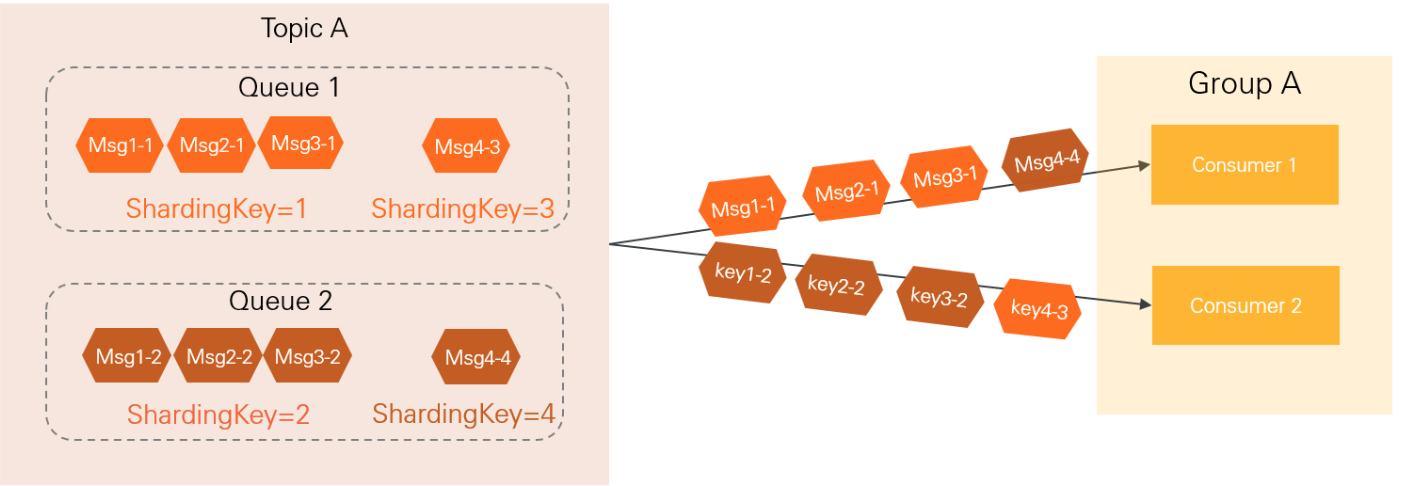 Topic A
Queue 1
Msg1-1 Msg2-1 Msg3-1 Msg4-3
ShardingKey=1 ShardingKey=3
Queue 2
Msg1-2 Msg2-2 Msg3-2 Msg4-4
ShardingKey=2 ShardingKey=4
Msg1-1 Msg2-1 Msg3-1 Msg4-4
key1-2 key2-2 key3-2 key4-3
Group A
Consumer 1
Consumer 2